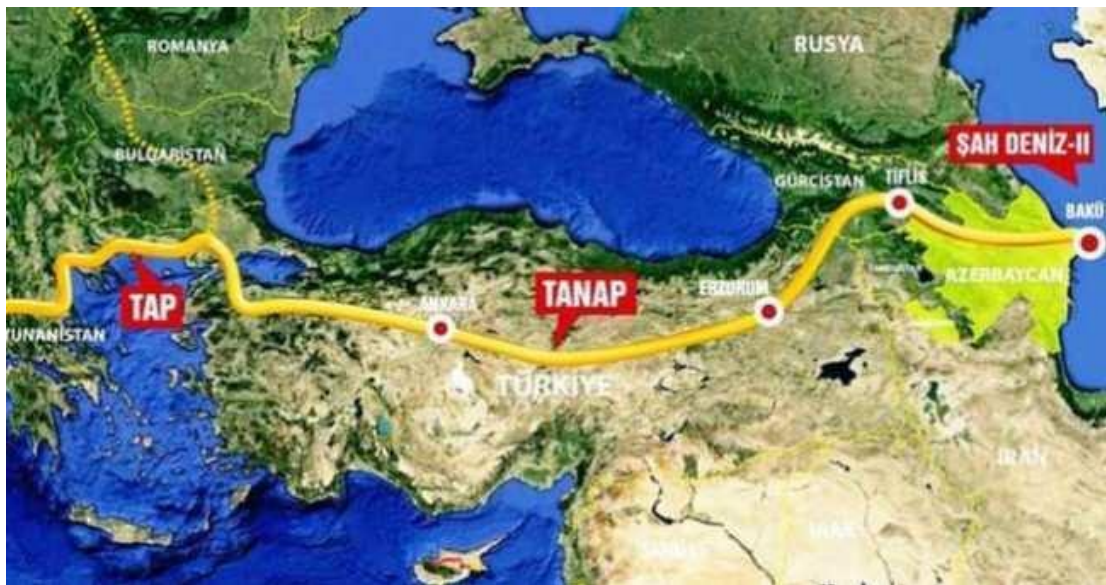 ROMANYA
RUSYA
BULGARİSTAN
GÜRCİSTAN
TİFLİS
ŞAH DENİZ-II
BAKÜ
AZERBAYCAN
TAP
TANAP
ANKARA
ERZURUM
YUNANİSTAN
TÜRKİYE
İRAN
IRAK